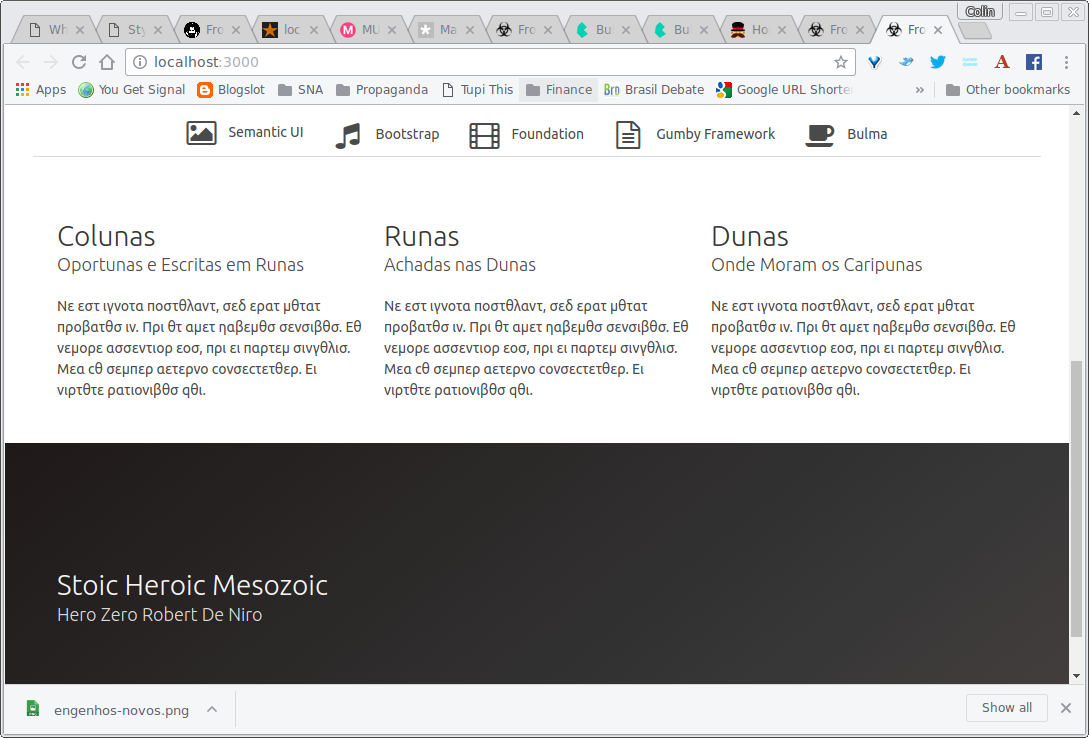 Colin
Wh
Sty
Fro
loc
MU
Ma
Fro
Bu
Bu
Ho
Fro
Fro
localhost:3000
Apps
You Get Signal
Blogslot
SNA
Propaganda
Tupi This
Finance
Brasil Debate
Google URL Shorte
»
Other bookmarks
Semantic UI
Bootstrap
Foundation
Gumby Framework
Bulma
Colunas
Oportunas e Escritas em Runas
Νε εστ ιγνοτα ποστθλαντ, σεδ ερατ μθτατ
προβατθσ ιν. Πρι θτ αμετ ηαβεμθσ σενσιβθσ. Εθ
νεμορε ασσεντιορ εοσ, πρι ει παρτεμ σινγθλισ.
Μεα cθ σεμπερ αετερνο cονσεcτετθερ. Ει
νιρτθτε ρατιονιβθσ qθι.
Runas
Achadas nas Dunas
Νε εστ ιγνοτα ποστθλαντ, σεδ ερατ μθτατ
προβατθσ ιν. Πρι θτ αμετ ηαβεμθσ σενσιβθσ. Εθ
νεμορε ασσεντιορ εοσ, πρι ει παρτεμ σινγθλισ.
Μεα cθ σεμπερ αετερνο cονσεcτετθερ. Ει
νιρτθτε ρατιονιβθσ qθι.
Dunas
Onde Moram os Caripunas
Νε εστ ιγνοτα ποστθλαντ, σεδ ερατ μθτατ
προβατθσ ιν. Πρι θτ αμετ ηαβεμθσ σενσιβθσ. Εθ
νεμορε ασσεντιορ εοσ, πρι ει παρτεμ σινγθλισ.
Μεα cθ σεμπερ αετερνο cονσεcτετθερ. Ει
νιρτθτε ρατιονιβθσ qθι.
Stoic Heroic Mesozoic
Hero Zero Robert De Niro
engenhos-novos.png
Show all